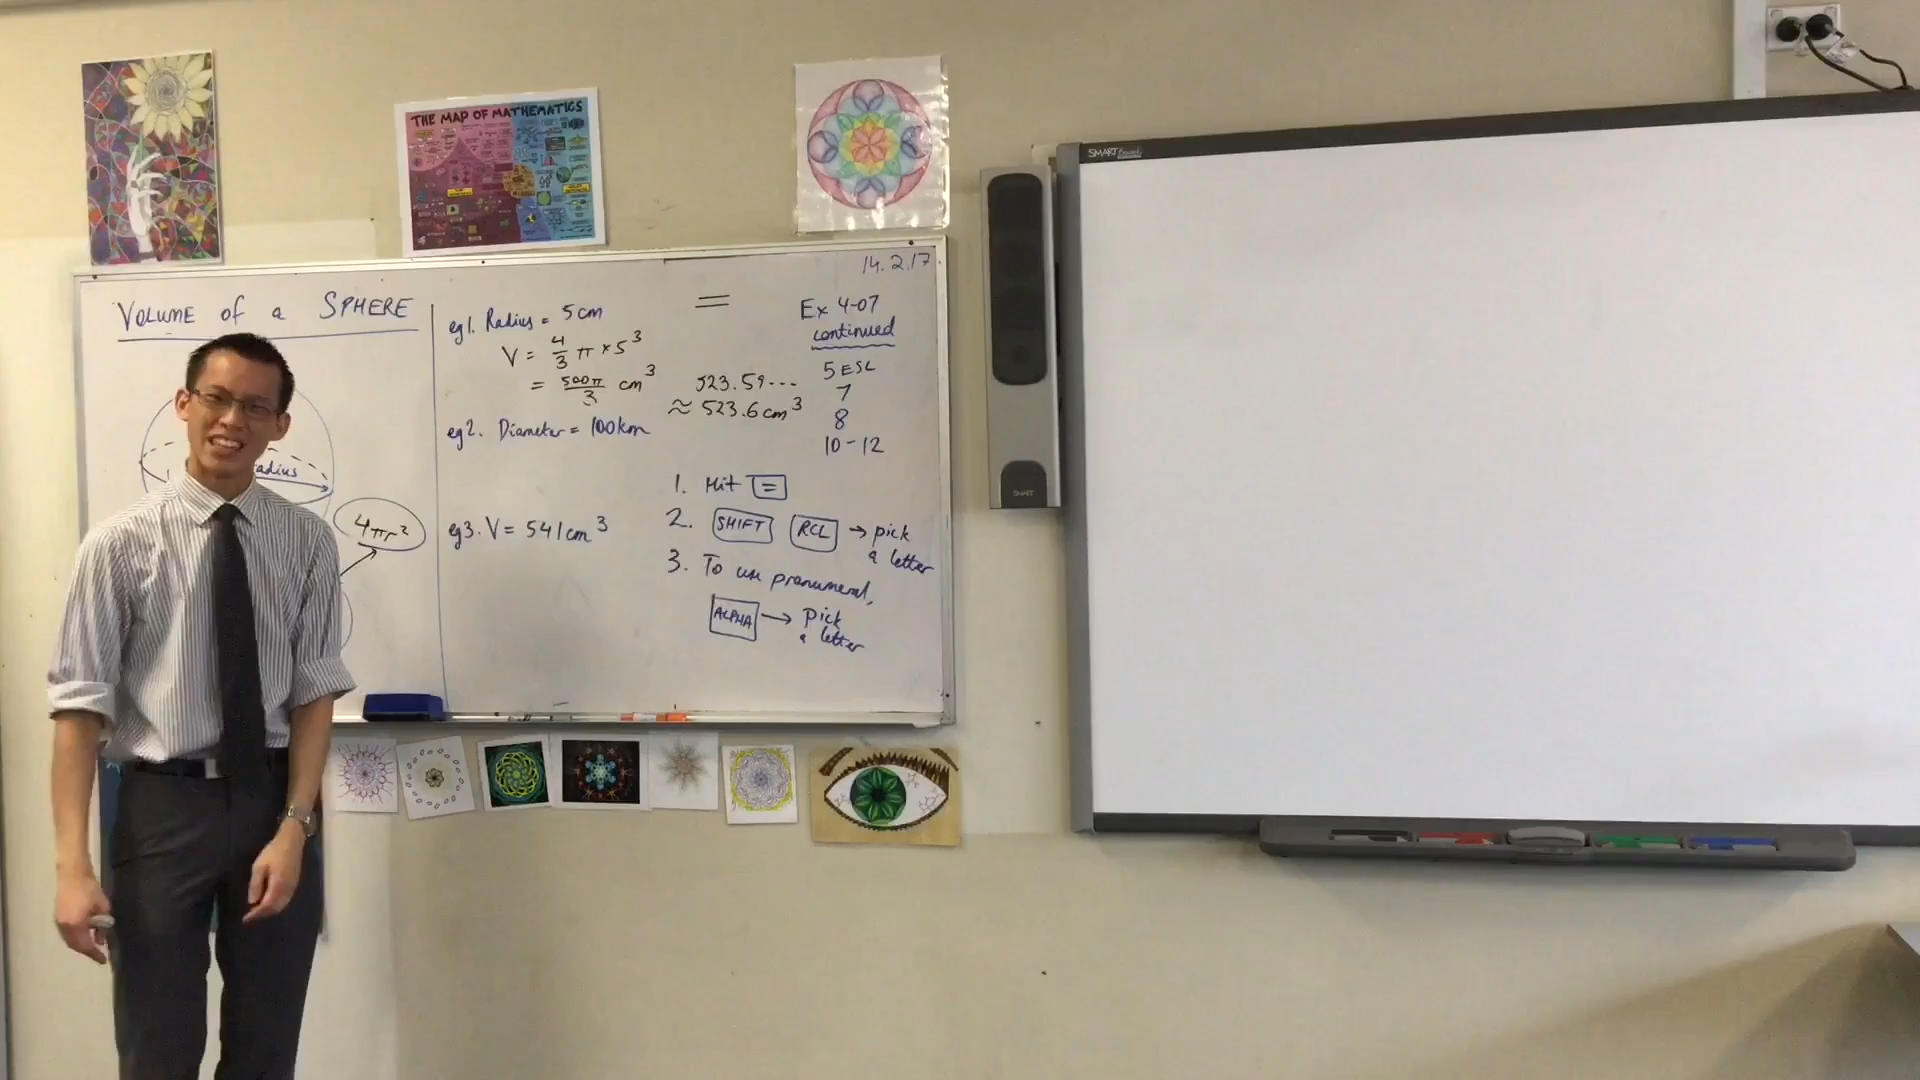 THE MAP OF MATHEMATICS
SMART Board
SMART
14.2.17
VOLUME of a SPHERE
radius
4πr²
eg1. Radius = 5cm
V = 4/3 π × 5³
= 500π/3 cm³
523.59...
≈ 523.6cm³
eg2. Diameter = 100km
eg3. V = 541cm³
=
Ex 4-07
continued
5 ESL
7
8
10-12
1. Hit =
2. SHIFT RCL → pick
a letter
3. To use pronumeral,
ALPHA → pick
a letter